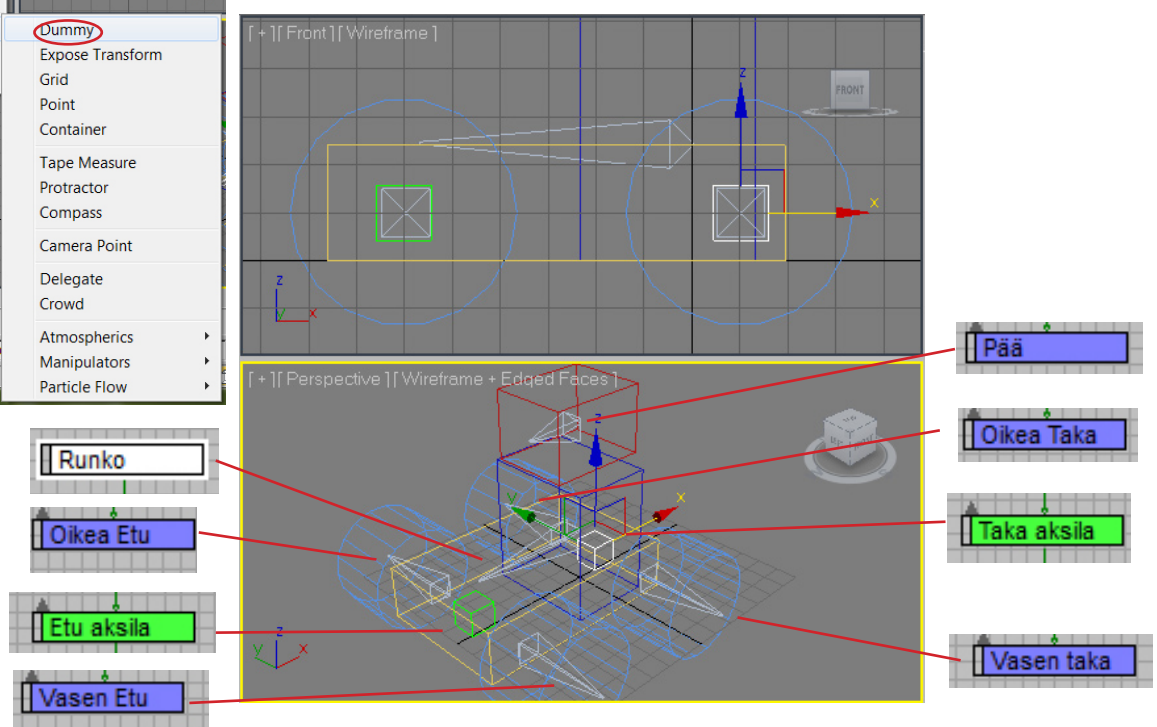 Dummy
Expose Transform
Grid
Point
Container
Tape Measure
Protractor
Compass
Camera Point
Delegate
Crowd
Atmospherics
Manipulators
Particle Flow
[ + ][ Front ][ Wireframe ]
z
FRONT
x
z
y x
[ + ][ Perspective ][ Wireframe + Edged Faces ]
z
y
x
z
y x
Runko
Oikea Etu
Etu aksila
Vasen Etu
Pää
Oikea Taka
Taka aksila
Vasen taka